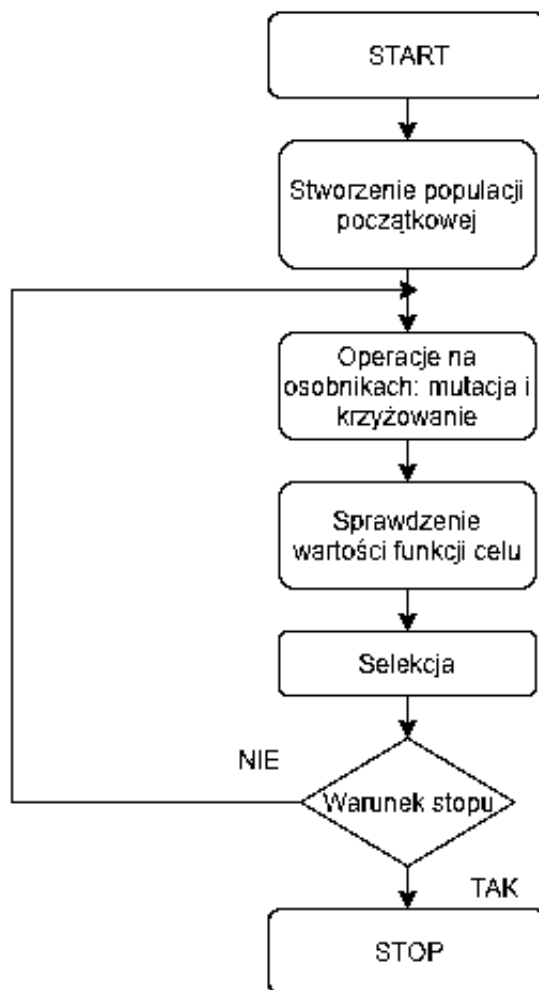 START
Stworzenie populacji
początkowej
Operacje na
osobnikach: mutacja i
krzyżowanie
Sprawdzenie
wartości funkcji celu
Selekcja
NIE
Warunek stopu
TAK
STOP